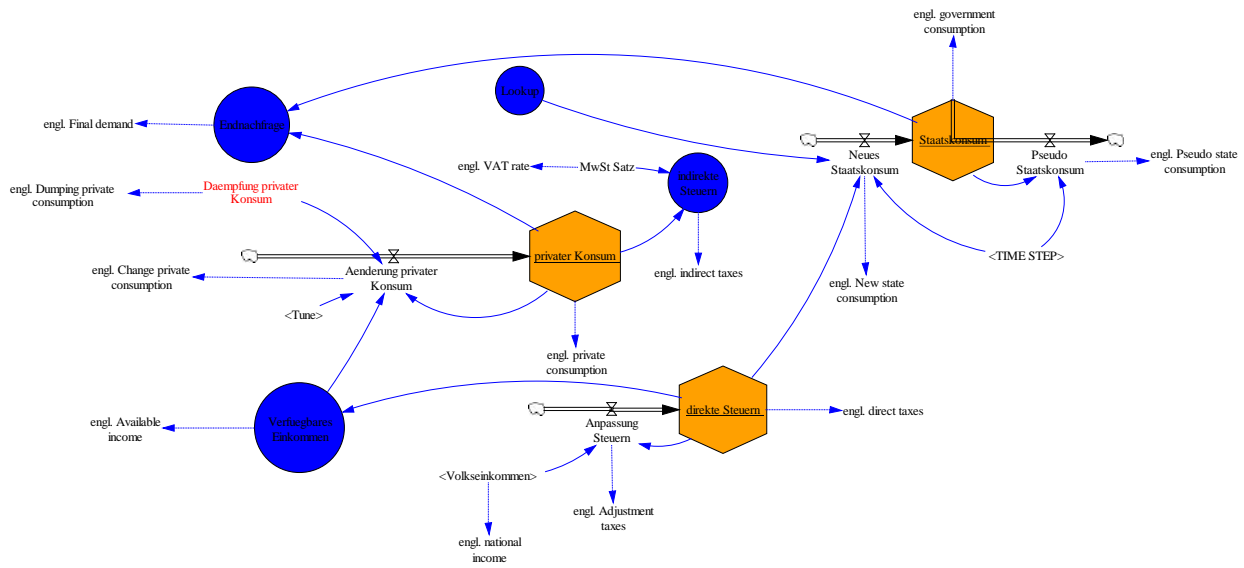 engl. government
consumption
Lookup
Endnachfrage
engl. Final demand
Staatskonsum
Neues
Staatskonsum
Pseudo
Staatskonsum
engl. Pseudo state
consumption
engl. VAT rate
MwSt Satz
indirekte
Steuern
engl. Dumping private
consumption
Daempfung privater
Konsum
privater Konsum
<TIME STEP>
engl. Change private
consumption
Aenderung privater
Konsum
engl. indirect taxes
engl. New state
consumption
<Tune>
engl. private
consumption
direkte Steuern
engl. direct taxes
engl. Available
income
Verfuegbares
Einkommen
Anpassung
Steuern
<Volkseinkommen>
engl. Adjustment
taxes
engl. national
income